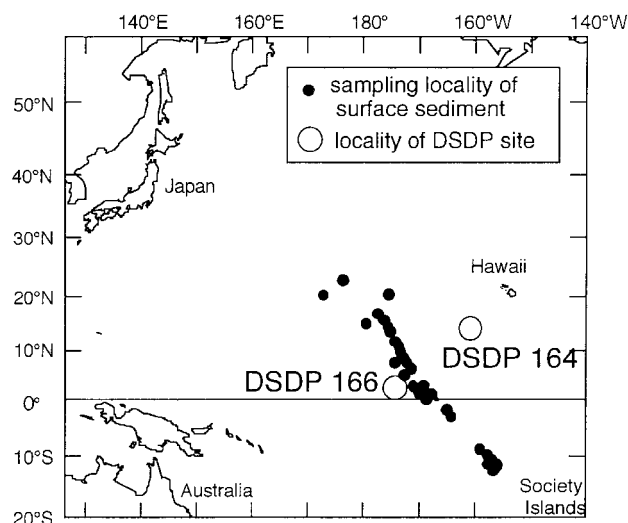 140°E 160°E 180° 160°W 140°W
sampling locality of
surface sediment
locality of DSDP site
50°N
40°N
30°N
20°N
10°N
0°
10°S
20°S
Japan
Hawaii
DSDP 164
DSDP 166
Australia
Society
Islands